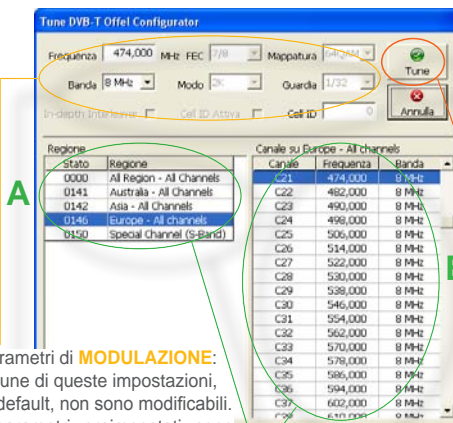 Tune DVB-T Offel Configurator
Frequenza 474,000 MHz FEC 7/8 Mappatura 64QAM
Tune
Banda 8 MHz Modo 2K Guardia 1/32
Annulla
In-depth Interleaver Cell ID Attiva Cell ID 0
Regione
Stato Regione
0000 All Region - All Channels
0141 Australia - All Channels
0142 Asia - All Channels
0146 Europe - All channels
0150 Special Channel (S-Band)
Canale su Europe - All channels
Canale Frequenza Banda
C21 474,000 8 MHz
C22 482,000 8 MHz
C23 490,000 8 MHz
C24 498,000 8 MHz
C25 506,000 8 MHz
C26 514,000 8 MHz
C27 522,000 8 MHz
C28 530,000 8 MHz
C29 538,000 8 MHz
C30 546,000 8 MHz
C31 554,000 8 MHz
C32 562,000 8 MHz
C33 570,000 8 MHz
C34 578,000 8 MHz
C35 586,000 8 MHz
C36 594,000 8 MHz
C37 602,000 8 MHz
A
rametri di MODULAZIONE:
une di queste impostazioni,
default, non sono modificabili.